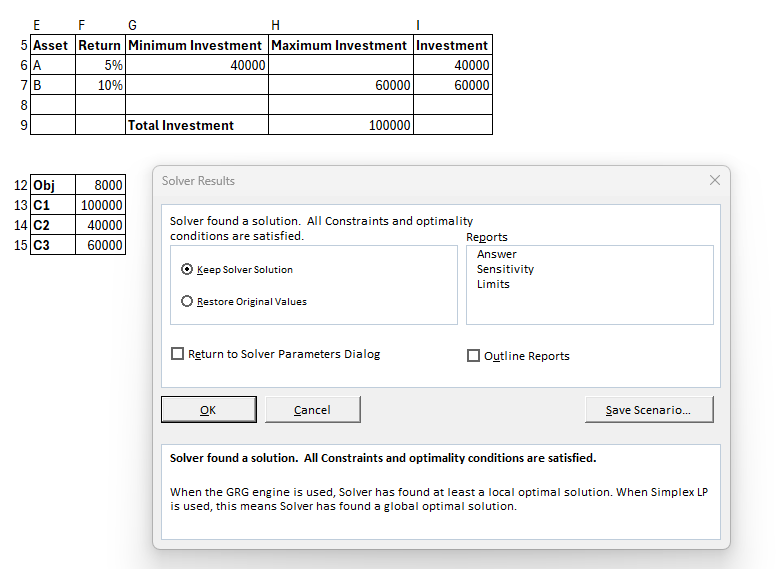 E F G H I
5 Asset Return Minimum Investment Maximum Investment Investment
6 A 5% 40000 40000
7 B 10% 60000 60000
8
9 Total Investment 100000
12 Obj 8000
13 C1 100000
14 C2 40000
15 C3 60000
Solver Results
Solver found a solution. All Constraints and optimality
conditions are satisfied.
Reports
Answer
Sensitivity
Limits
Keep Solver Solution
Restore Original Values
Return to Solver Parameters Dialog
Outline Reports
OK Cancel Save Scenario...
Solver found a solution. All Constraints and optimality conditions are satisfied.
When the GRG engine is used, Solver has found at least a local optimal solution. When Simplex LP
is used, this means Solver has found a global optimal solution.